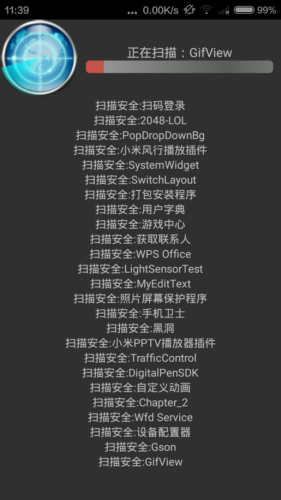 11:39
... 0.00K/s 99%
正在扫描：GifView
扫描安全:扫码登录
扫描安全:2048-LOL
扫描安全:PopDropDownBg
扫描安全:小米风行播放插件
扫描安全:SystemWidget
扫描安全:SwitchLayout
扫描安全:打包安装程序
扫描安全:用户字典
扫描安全:游戏中心
扫描安全:获取联系人
扫描安全:WPS Office
扫描安全:LightSensorTest
扫描安全:MyEditText
扫描安全:照片屏幕保护程序
扫描安全:手机卫士
扫描安全:黑洞
扫描安全:小米PPTV播放器插件
扫描安全:TrafficControl
扫描安全:DigitalPenSDK
扫描安全:自定义动画
扫描安全:Chapter_2
扫描安全:Wfd Service
扫描安全:设备配置器
扫描安全:Gson
扫描安全:GifView